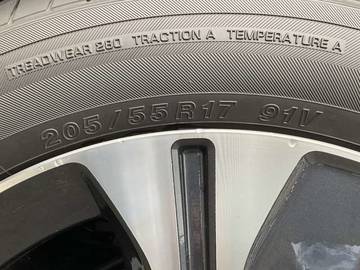 TREADWEAR 280 TRACTION A TEMPERATURE A
205/55R17 91V